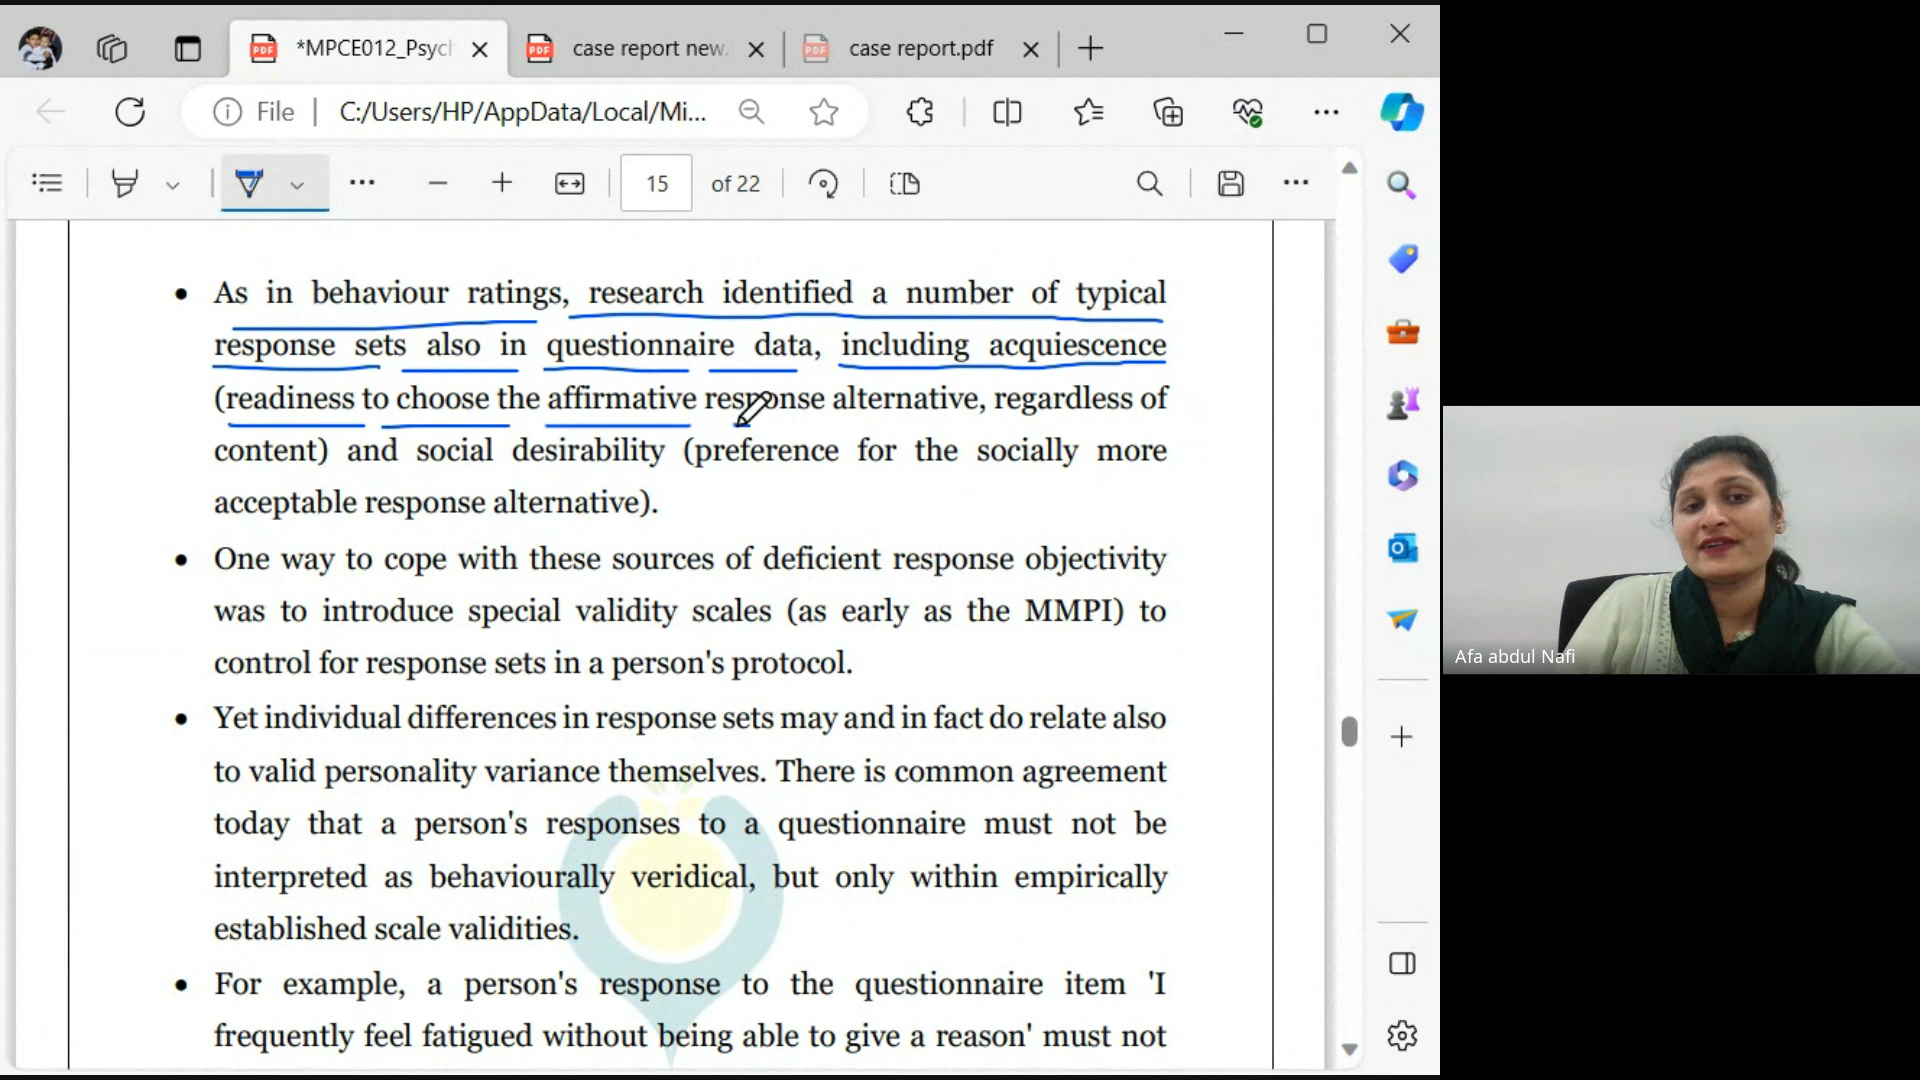 *MPCE012_Psych
case report new.
case report.pdf
File
C:/Users/HP/AppData/Local/Mi...
15
of 22
• As in behaviour ratings, research identified a number of typical
response sets also in questionnaire data, including acquiescence
(readiness to choose the affirmative response alternative, regardless of
content) and social desirability (preference for the socially more
acceptable response alternative).
• One way to cope with these sources of deficient response objectivity
was to introduce special validity scales (as early as the MMPI) to
control for response sets in a person's protocol.
• Yet individual differences in response sets may and in fact do relate also
to valid personality variance themselves. There is common agreement
today that a person's responses to a questionnaire must not be
interpreted as behaviourally veridical, but only within empirically
established scale validities.
• For example, a person's response to the questionnaire item 'I
frequently feel fatigued without being able to give a reason' must not
Afa abdul Nafi